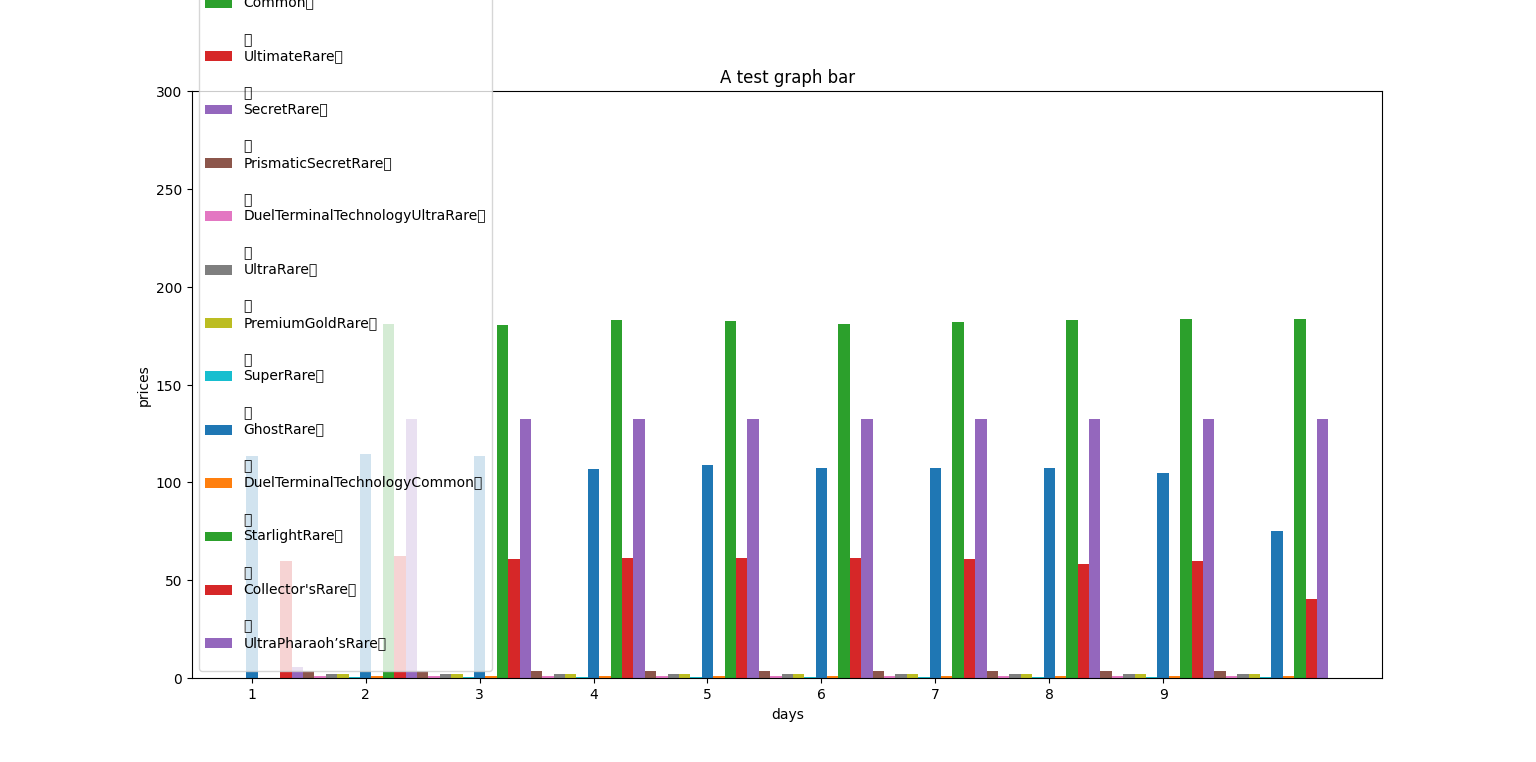 Common▯
▯
UltimateRare▯
▯
SecretRare▯
▯
PrismaticSecretRare▯
▯
DuelTerminalTechnologyUltraRare▯
▯
UltraRare▯
▯
PremiumGoldRare▯
▯
SuperRare▯
▯
GhostRare▯
▯
DuelTerminalTechnologyCommon▯
▯
StarlightRare▯
▯
Collector'sRare▯
▯
UltraPharaoh’sRare▯
A test graph bar
300
250
200
150
100
50
0
prices
1 2 3 4 5 6 7 8 9
days